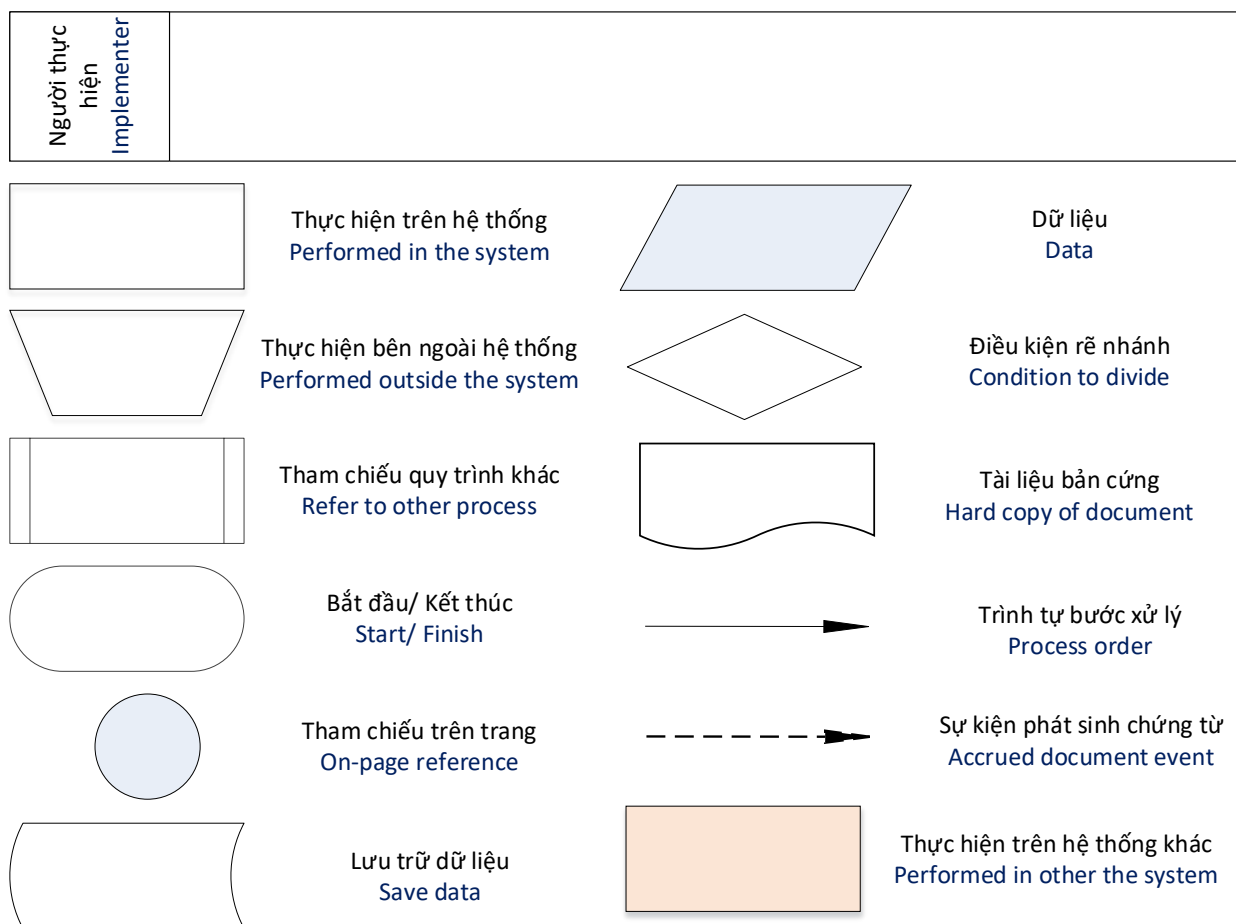 Người thực
hiện
Implementer
Thực hiện trên hệ thống
Performed in the system
Dữ liệu
Data
Thực hiện bên ngoài hệ thống
Performed outside the system
Điều kiện rẽ nhánh
Condition to divide
Tham chiếu quy trình khác
Refer to other process
Tài liệu bản cứng
Hard copy of document
Bắt đầu/ Kết thúc
Start/ Finish
Trình tự bước xử lý
Process order
Tham chiếu trên trang
On-page reference
Sự kiện phát sinh chứng từ
Accrued document event
Lưu trữ dữ liệu
Save data
Thực hiện trên hệ thống khác
Performed in other the system